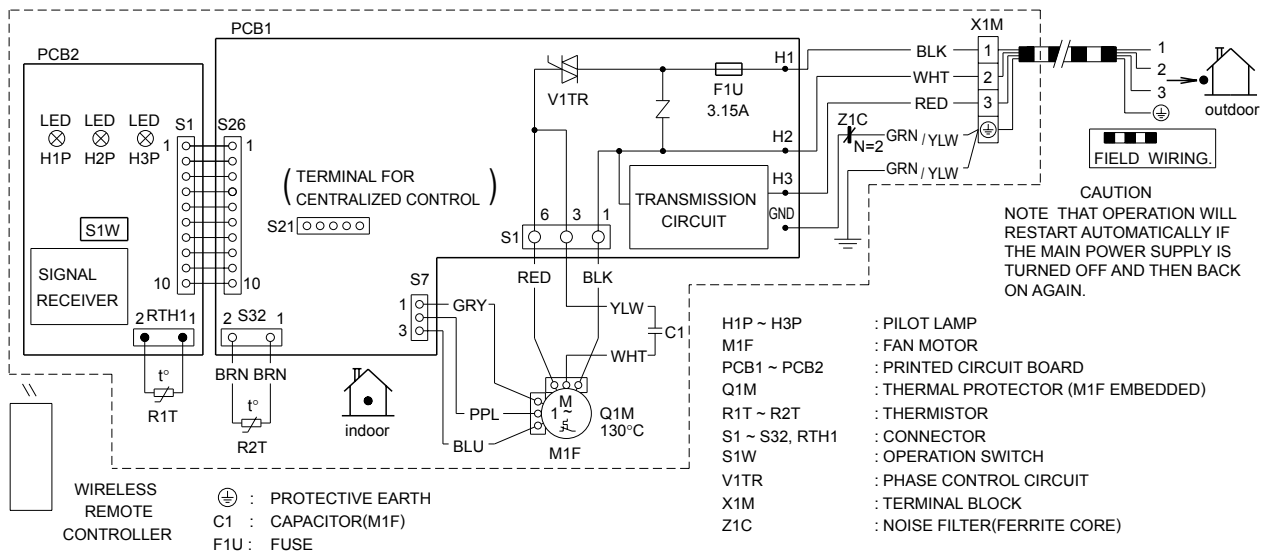 PCB1
X1M
PCB2
H1
BLK
1
1
WHT
2
2
V1TR
F1U
3.15A
RED
3
3
outdoor
LED LED LED
H1P H2P H3P
S1 S26
1 1
Z1C
N=2
GRN / YLW
H2
GRN / YLW
FIELD WIRING.
(TERMINAL FOR
CENTRALIZED CONTROL)
H3
TRANSMISSION
CIRCUIT
GND
CAUTION
NOTE THAT OPERATION WILL
RESTART AUTOMATICALLY IF
THE MAIN POWER SUPPLY IS
TURNED OFF AND THEN BACK
ON AGAIN.
S21
6 3 1
S1
S1W
SIGNAL
RECEIVER
10 10
S7
RED BLK
1 GRY
3
YLW
C1
WHT
2 RTH1 1
2 S32 1
BRN BRN
t°
R1T
t°
R2T
indoor
PPL
BLU
M
1 ~
Q1M
130°C
M1F
H1P ~ H3P : PILOT LAMP
M1F : FAN MOTOR
PCB1 ~ PCB2 : PRINTED CIRCUIT BOARD
Q1M : THERMAL PROTECTOR (M1F EMBEDDED)
R1T ~ R2T : THERMISTOR
S1 ~ S32, RTH1 : CONNECTOR
S1W : OPERATION SWITCH
V1TR : PHASE CONTROL CIRCUIT
X1M : TERMINAL BLOCK
Z1C : NOISE FILTER(FERRITE CORE)
WIRELESS
REMOTE
CONTROLLER
: PROTECTIVE EARTH
C1 : CAPACITOR(M1F)
F1U : FUSE